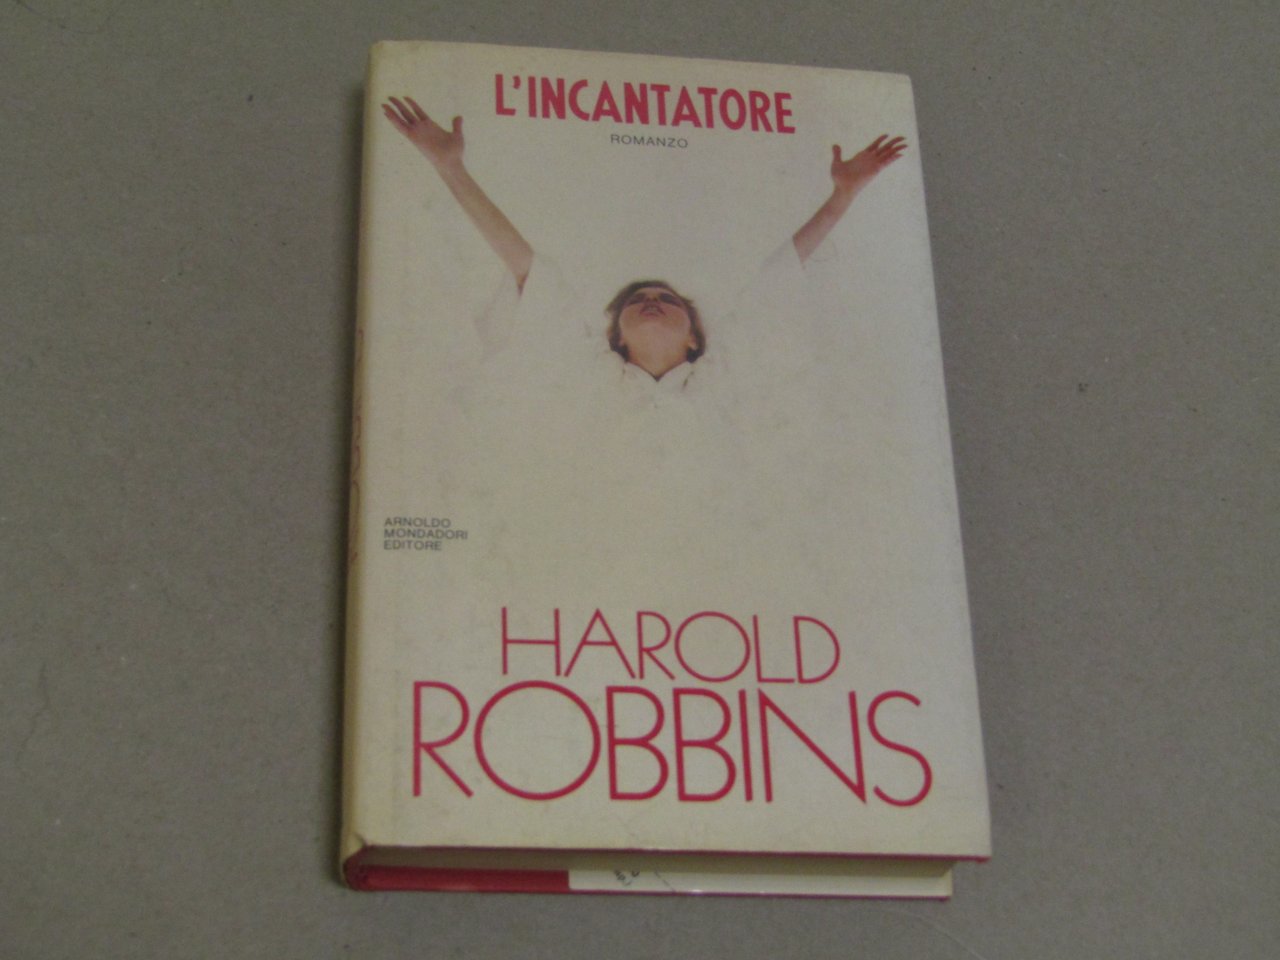 L'INCANTATORE
ROMANZO
ARNOLDO
MONDADORI
EDITORE
HAROLD
ROBBINS